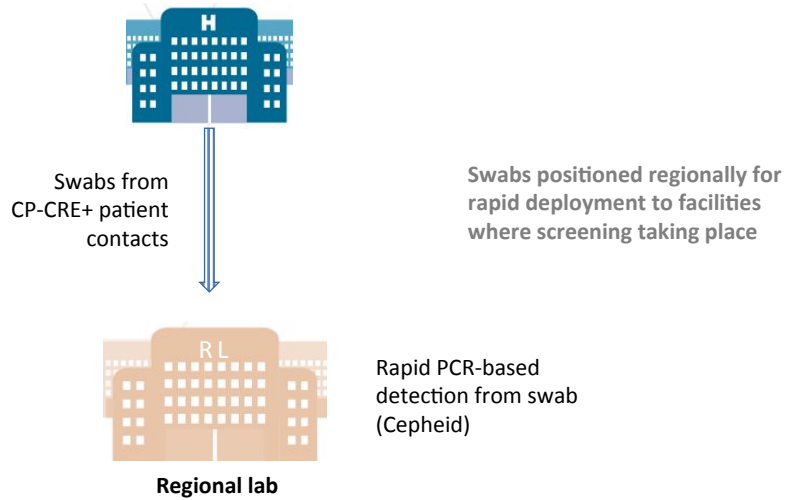 H
Swabs from
CP-CRE+ patient
contacts
Swabs positioned regionally for
rapid deployment to facilities
where screening taking place
R L
Rapid PCR-based
detection from swab
(Cepheid)
Regional lab